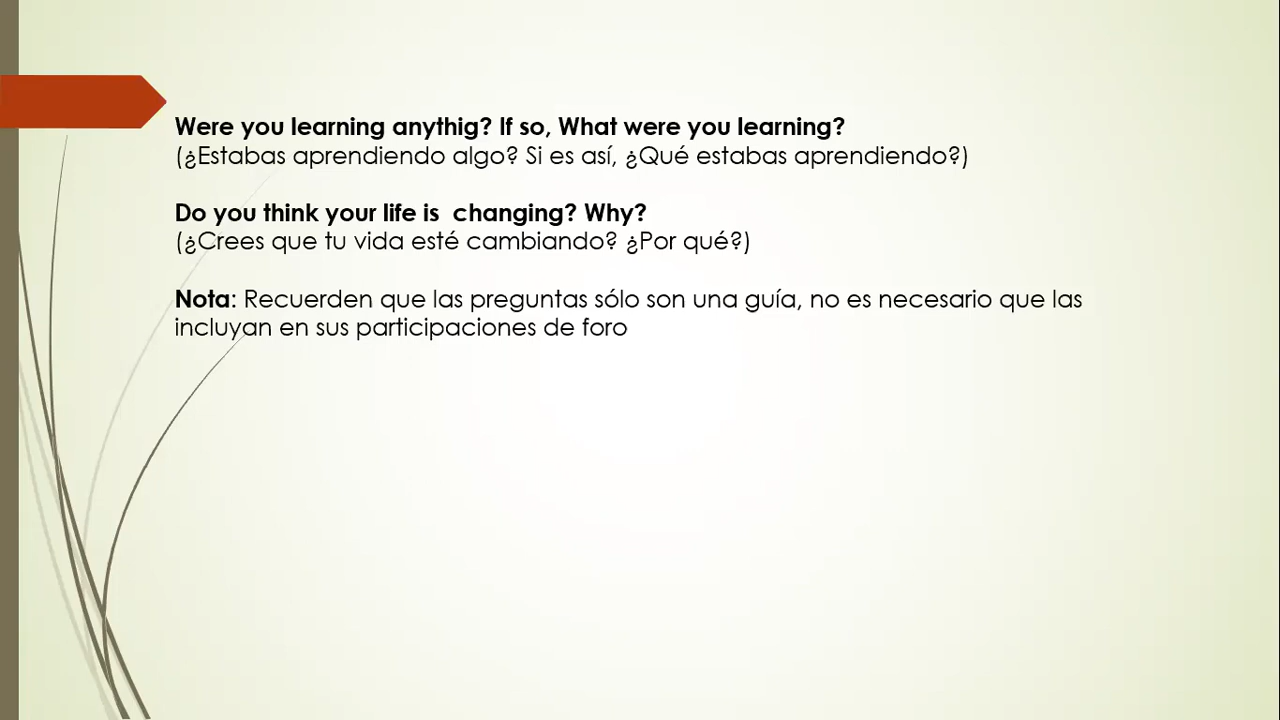 Were you learning anythig? If so, What were you learning?
(¿Estabas aprendiendo algo? Si es así, ¿Qué estabas aprendiendo?)
Do you think your life is  changing? Why?
(¿Crees que tu vida esté cambiando? ¿Por qué?)
Nota: Recuerden que las preguntas sólo son una guía, no es necesario que las
incluyan en sus participaciones de foro